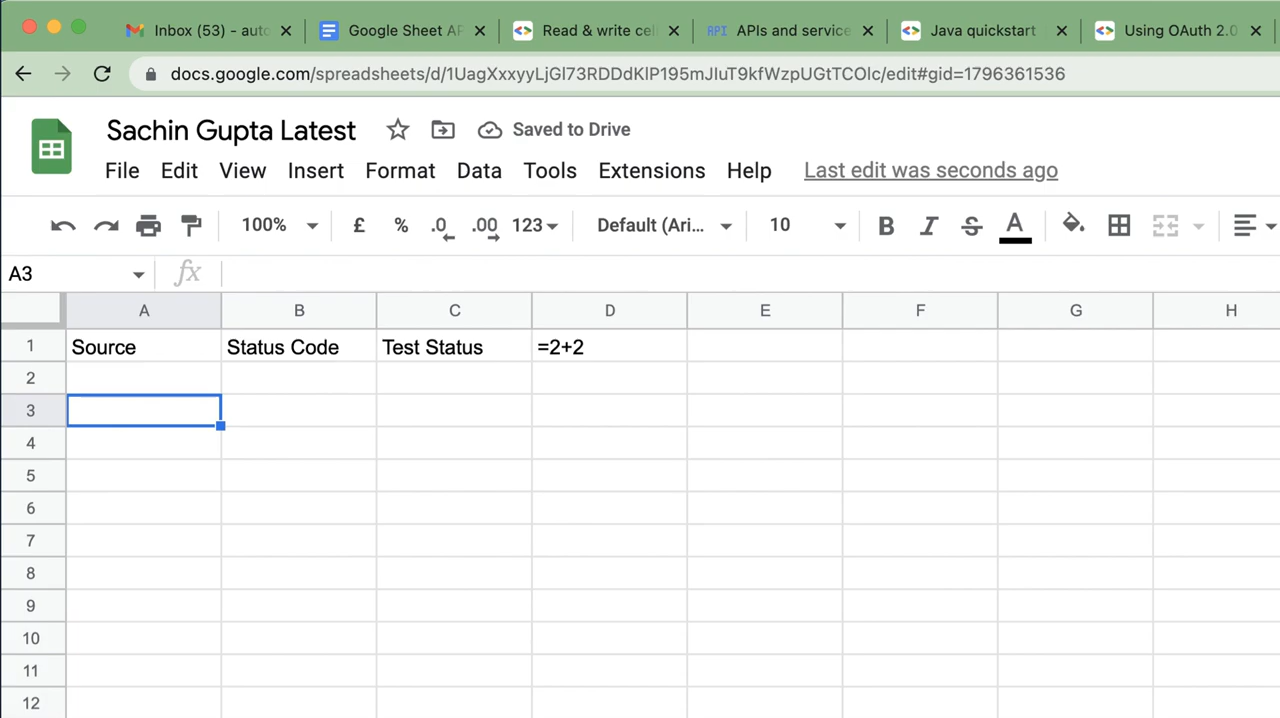 Inbox (53) - auto
Google Sheet AP
Read & write cel
API APIs and service
Java quickstart
Using OAuth 2.0
docs.google.com/spreadsheets/d/1UagXxxyyLjGl73RDDdKlP195mJIuT9kfWzpUGtTCOlc/edit#gid=1796361536
Sachin Gupta Latest Saved to Drive
File Edit View Insert Format Data Tools Extensions Help Last edit was seconds ago
100% £ % .0 .00 123 Default (Ari... 10 B I S A
A3 fx
A B C D E F G H
1 Source Status Code Test Status =2+2
2
3
4
5
6
7
8
9
10
11
12